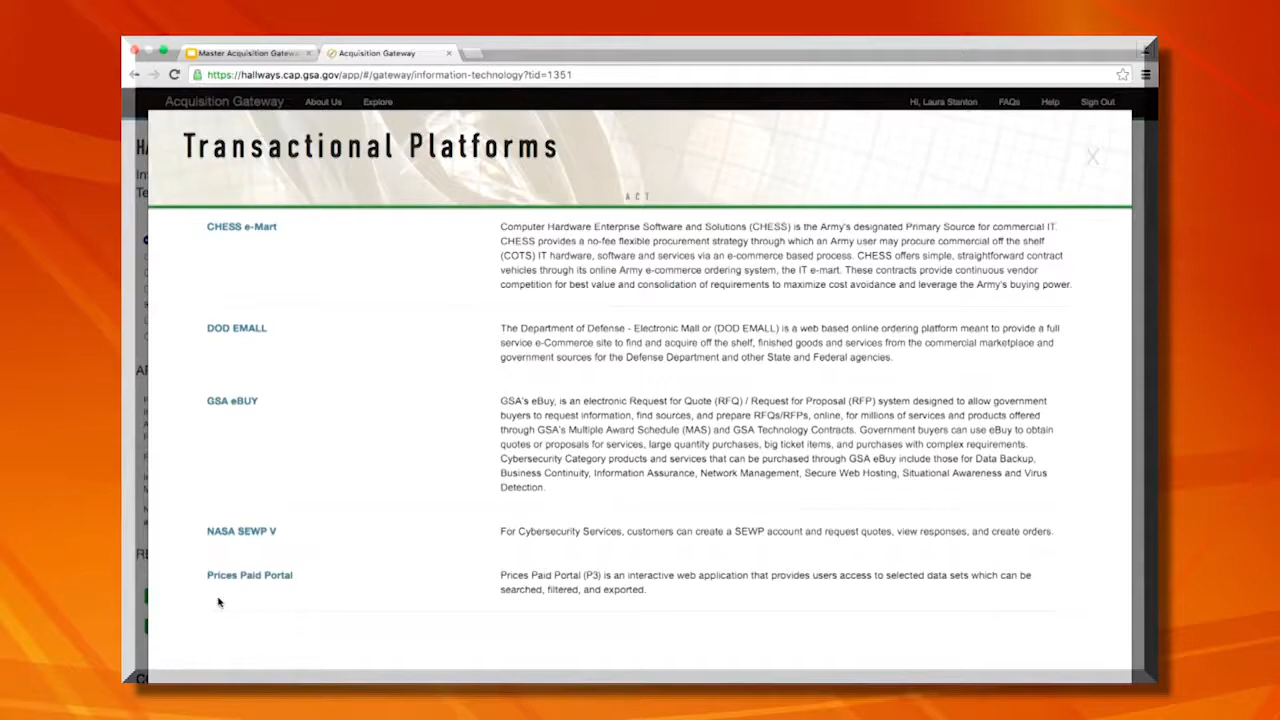 Master Acquisition Gatew
Acquisition Gateway
https://hallways.cap.gsa.gov/app/#/gateway/information-technology?tid=1351
Acquisition Gateway About Us Explore Hi, Laura Stanton FAQs Help Sign Out
Transactional Platforms
X
ACT
CHESS e-Mart
Computer Hardware Enterprise Software and Solutions (CHESS) is the Army's designated Primary Source for commercial IT.
CHESS provides a no-fee flexible procurement strategy through which an Army user may procure commercial off the shelf
(COTS) IT hardware, software and services via an e-commerce based process. CHESS offers simple, straightforward contract
vehicles through its online Army e-commerce ordering system, the IT e-mart. These contracts provide continuous vendor
competition for best value and consolidation of requirements to maximize cost avoidance and leverage the Army's buying power.
DOD EMALL
The Department of Defense - Electronic Mall or (DOD EMALL) is a web based online ordering platform meant to provide a full
service e-Commerce site to find and acquire off the shelf, finished goods and services from the commercial marketplace and
government sources for the Defense Department and other State and Federal agencies.
GSA eBUY
GSA's eBuy, is an electronic Request for Quote (RFQ) / Request for Proposal (RFP) system designed to allow government
buyers to request information, find sources, and prepare RFQs/RFPs, online, for millions of services and products offered
through GSA's Multiple Award Schedule (MAS) and GSA Technology Contracts. Government buyers can use eBuy to obtain
quotes or proposals for services, large quantity purchases, big ticket items, and purchases with complex requirements.
Cybersecurity Category products and services that can be purchased through GSA eBuy include those for Data Backup,
Business Continuity, Information Assurance, Network Management, Secure Web Hosting, Situational Awareness and Virus
Detection.
NASA SEWP V
For Cybersecurity Services, customers can create a SEWP account and request quotes, view responses, and create orders.
Prices Paid Portal
Prices Paid Portal (P3) is an interactive web application that provides users access to selected data sets which can be
searched, filtered, and exported.